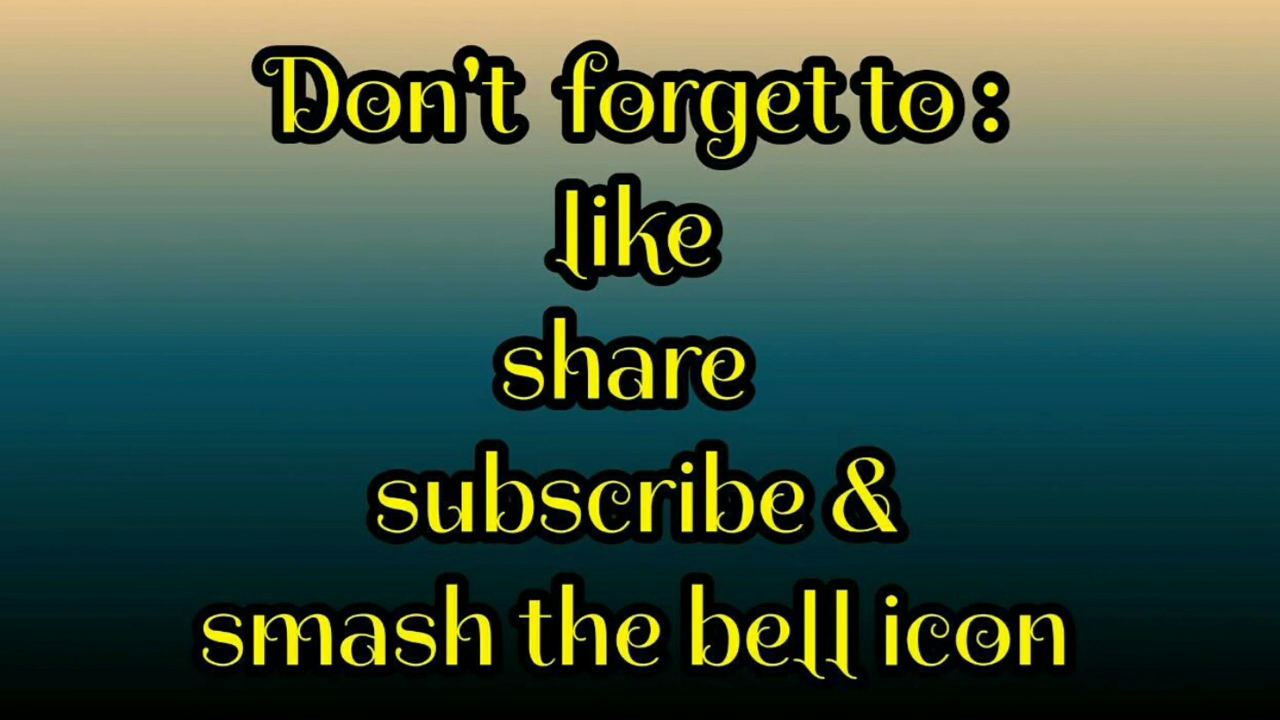 Don't forget to :
like
share
subscribe &
smash the bell icon